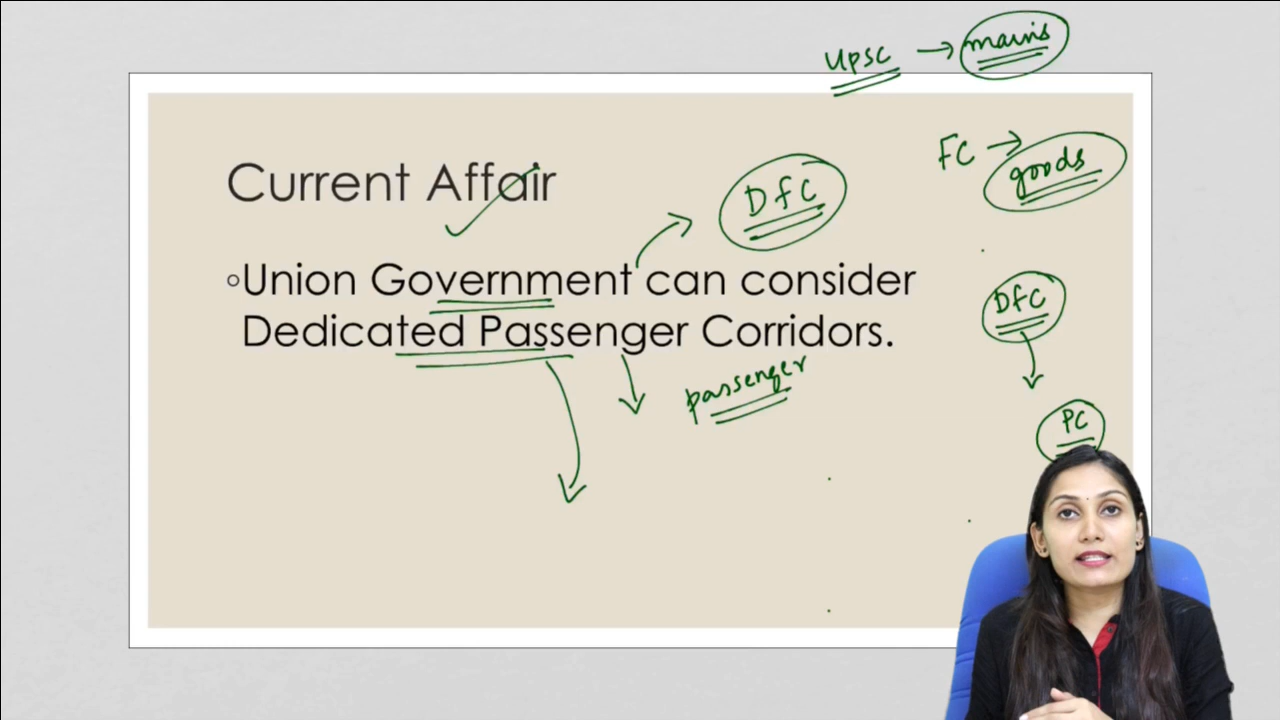 upsc → mains
FC → goods
Current Affair
DfC
◦Union Government can consider
Dedicated Passenger Corridors.
DfC
passenger
PC